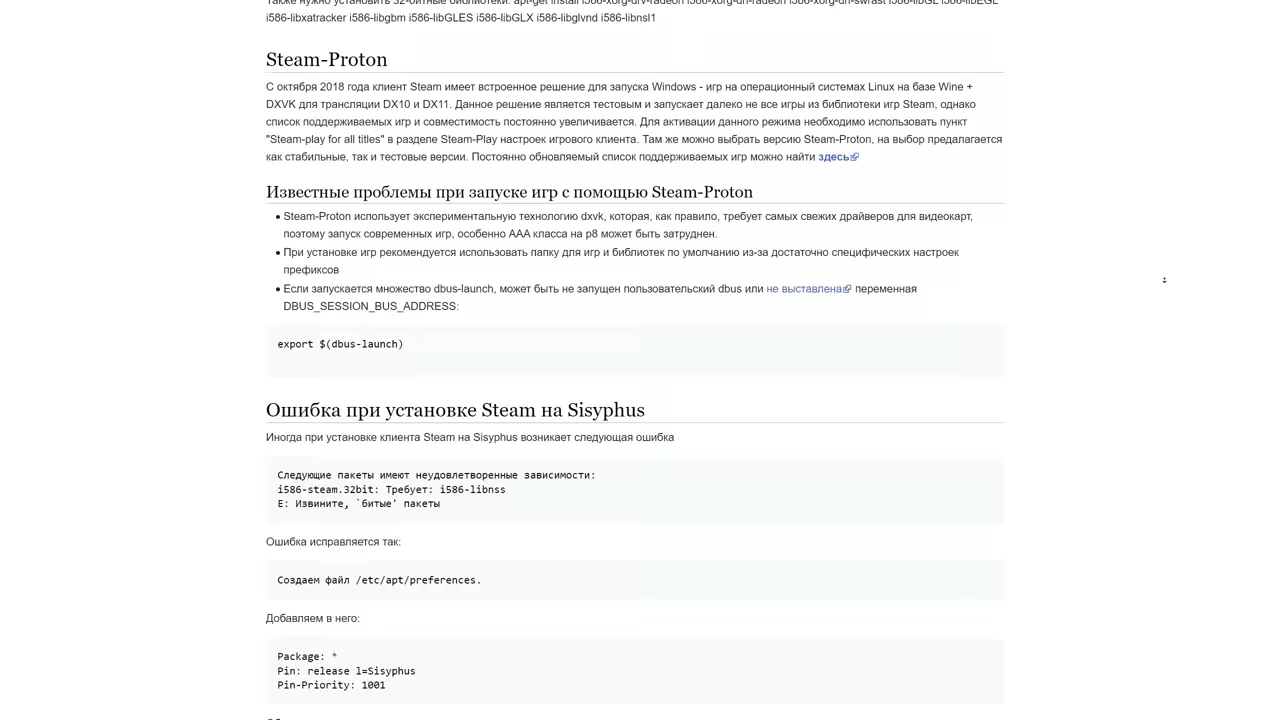 Также нужно установить 32-битные библиотеки: apt-get install i586-xorg-drv-radeon i586-xorg-dri-radeon i586-xorg-dri-swrast i586-libGL i586-libEGL
i586-libxatracker i586-libgbm i586-libGLES i586-libGLX i586-libglvnd i586-libnsl1
Steam-Proton
С октября 2018 года клиент Steam имеет встроенное решение для запуска Windows - игр на операционный системах Linux на базе Wine +
DXVK для трансляции DX10 и DX11. Данное решение является тестовым и запускает далеко не все игры из библиотеки игр Steam, однако
список поддерживаемых игр и совместимость постоянно увеличивается. Для активации данного режима необходимо использовать пункт
"Steam-play for all titles" в разделе Steam-Play настроек игрового клиента. Там же можно выбрать версию Steam-Proton, на выбор предалагается
как стабильные, так и тестовые версии. Постоянно обновляемый список поддерживаемых игр можно найти здесь
Известные проблемы при запуске игр с помощью Steam-Proton
• Steam-Proton использует экспериментальную технологию dxvk, которая, как правило, требует самых свежих драйверов для видеокарт,
поэтому запуск современных игр, особенно AAA класса на p8 может быть затруднен.
• При установке игр рекомендуется использовать папку для игр и библиотек по умолчанию из-за достаточно специфических настроек
префиксов
• Если запускается множество dbus-launch, может быть не запущен пользовательский dbus или не выставлена переменная
DBUS_SESSION_BUS_ADDRESS:
export $(dbus-launch)
Ошибка при установке Steam на Sisyphus
Иногда при установке клиента Steam на Sisyphus возникает следующая ошибка
Следующие пакеты имеют неудовлетворенные зависимости:
i586-steam.32bit: Требует: i586-libnss
E: Извините, `битые' пакеты
Ошибка исправляется так:
Создаем файл /etc/apt/preferences.
Добавляем в него:
Package: *
Pin: release l=Sisyphus
Pin-Priority: 1001